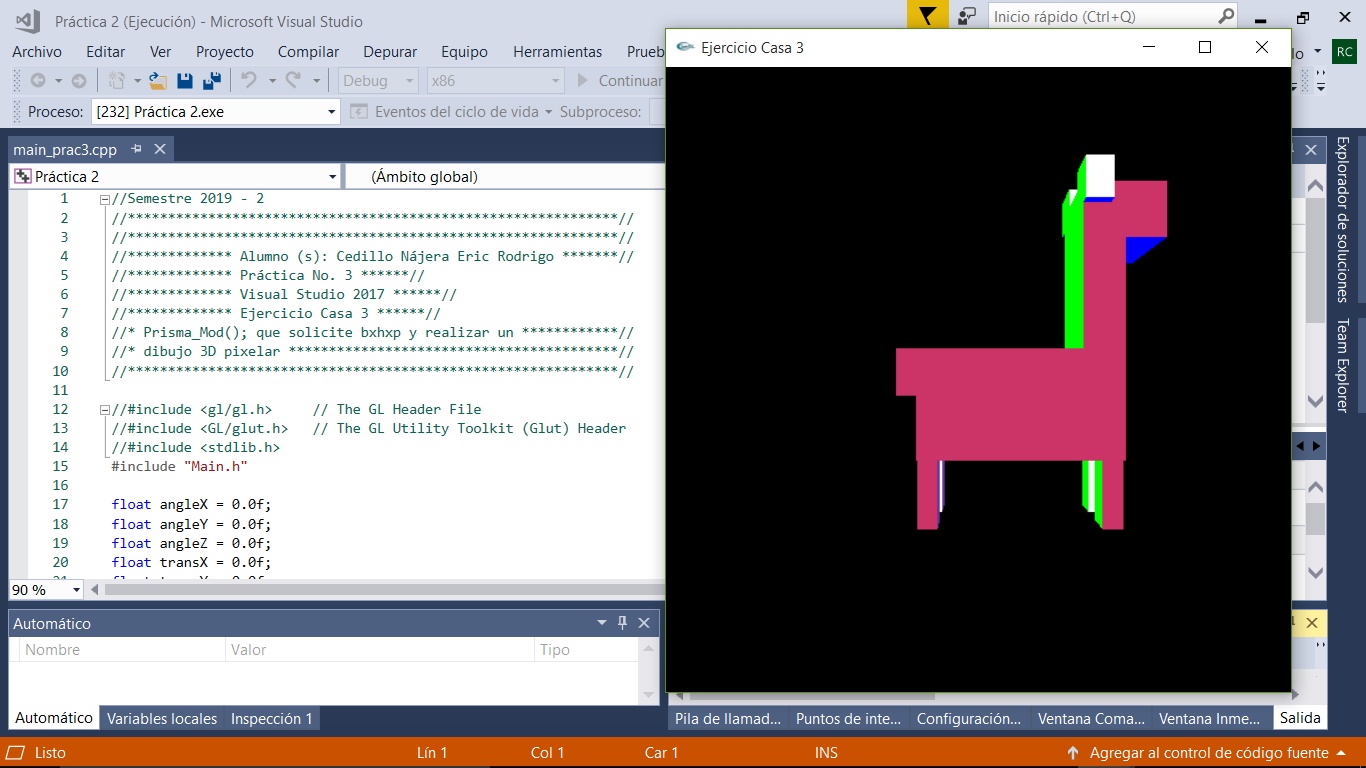 Práctica 2 (Ejecución) - Microsoft Visual Studio
Inicio rápido (Ctrl+Q)
Archivo Editar Ver Proyecto Compilar Depurar Equipo Herramientas
RC
Debug x86 Continuar
Proceso: [232] Práctica 2.exe Eventos del ciclo de vida Subproceso:
Ejercicio Casa 3
main_prac3.cpp
Práctica 2 (Ámbito global)
1 //Semestre 2019 - 2
2 //*************************************************************//
3 //*************************************************************//
4 //************* Alumno (s): Cedillo Nájera Eric Rodrigo *******//
5 //************* Práctica No. 3 ******//
6 //************* Visual Studio 2017 ******//
7 //************* Ejercicio Casa 3 ******//
8 //* Prisma_Mod(); que solicite bxhxp y realizar un ************//
9 //* dibujo 3D pixelar *****************************************//
10 //*************************************************************//
11
12 //#include <gl/gl.h> // The GL Header File
13 //#include <GL/glut.h> // The GL Utility Toolkit (Glut) Header
14 //#include <stdlib.h>
15 #include "Main.h"
16
17 float angleX = 0.0f;
18 float angleY = 0.0f;
19 float angleZ = 0.0f;
20 float transX = 0.0f;
90 %
Explorador de soluciones
Team Explorer
Automático
Nombre Valor Tipo
Automático Variables locales Inspección 1
Pila de llamad... Puntos de inte... Configuración... Ventana Coma... Ventana Inme... Salida
Listo Lín 1 Col 1 Car 1 INS Agregar al control de código fuente